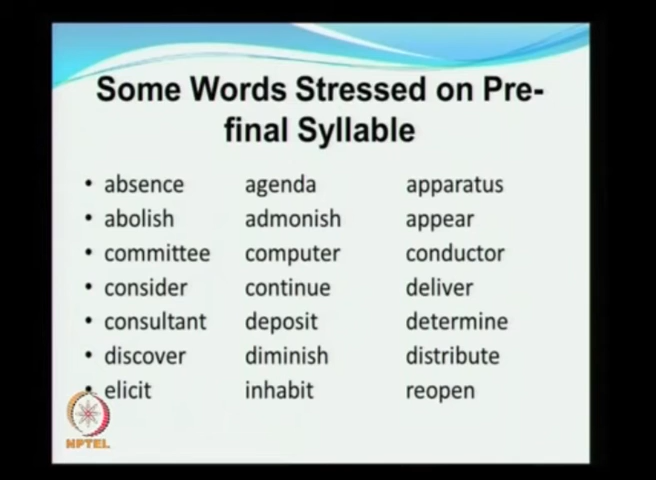 Some Words Stressed on Pre-
final Syllable
• absence agenda apparatus
• abolish admonish appear
• committee computer conductor
• consider continue deliver
• consultant deposit determine
• discover diminish distribute
• elicit inhabit reopen
NPTEL